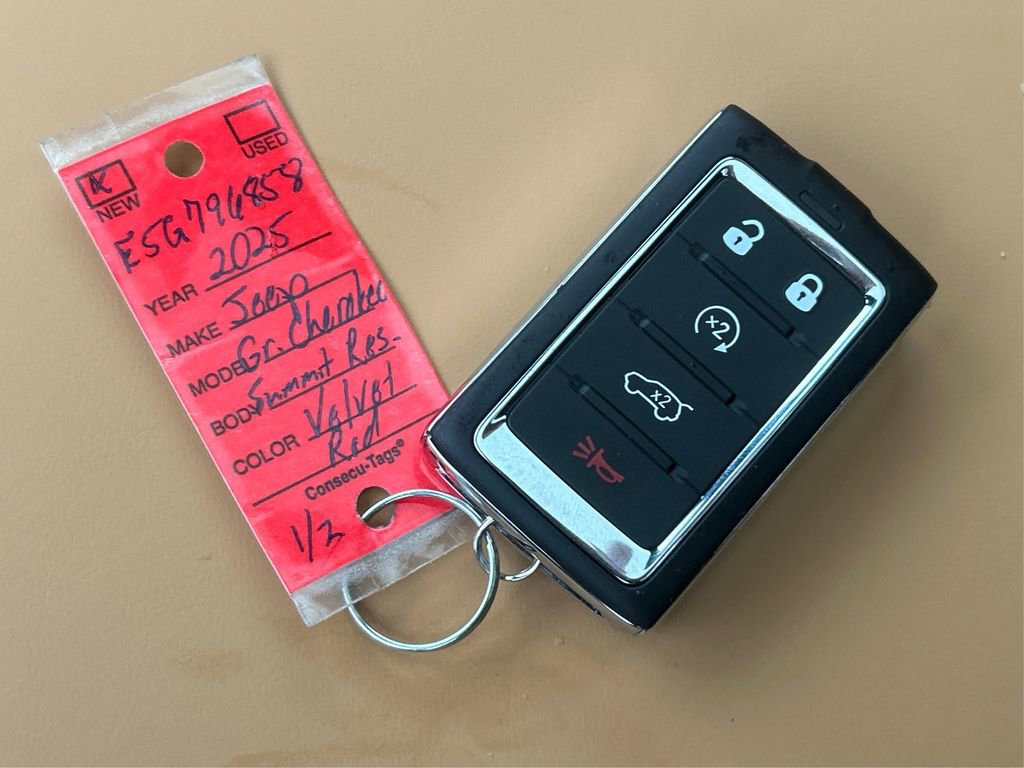 USED
NEW
E5G796858
YEAR 2025
MAKE Jeep
MODEL Gr. Cherokee
BODY Summit Res.
COLOR Velvet
Red
Consecu-Tags®
1/2
x2
x2